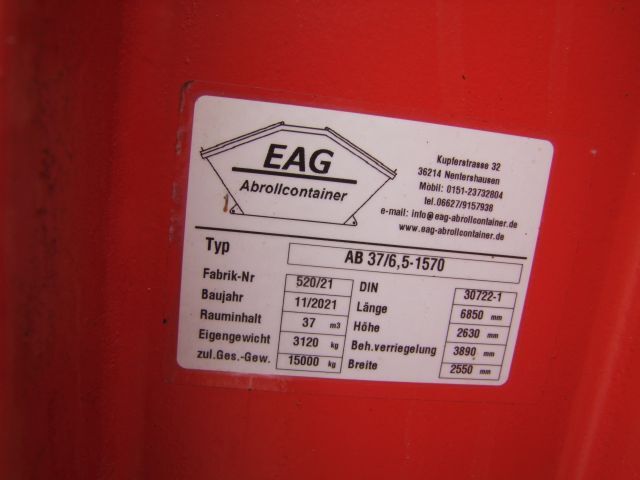 EAG
Abrollcontainer
Kupferstrasse 32
36214 Nentershausen
Mobil: 0151-23732804
tel.06627/9157938
e-mail: info@eag-abrollcontainer.de
www.eag-abrollcontainer.de
Typ AB 37/6,5-1570
Fabrik-Nr 520/21 DIN 30722-1
Baujahr 11/2021 Länge 6850 mm
Rauminhalt 37 m3 Höhe 2630 mm
Eigengewicht 3120 kg Beh.verriegelung 3890 mm
zul.Ges.-Gew. 15000 kg Breite 2550 mm